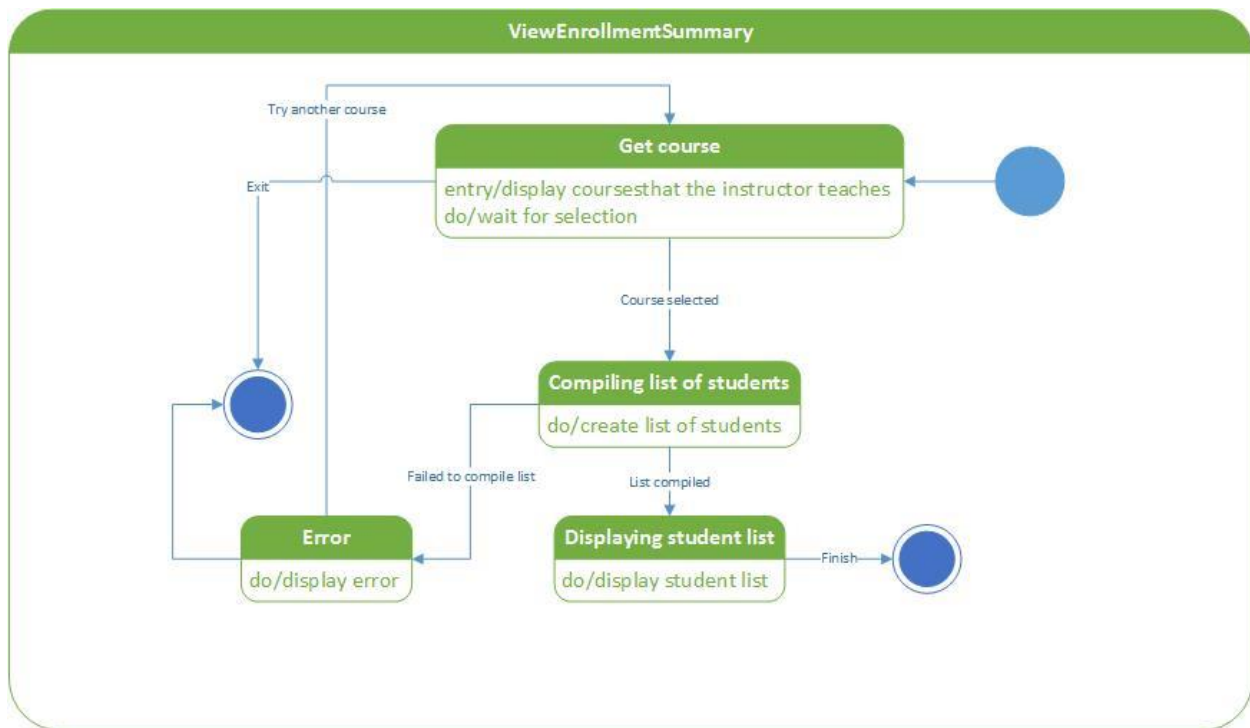 ViewEnrollmentSummary
Try another course
Get course
entry/display coursesthat the instructor teaches
do/wait for selection
Exit
Course selected
Compiling list of students
do/create list of students
Failed to compile list
List compiled
Error
do/display error
Displaying student list
do/display student list
Finish